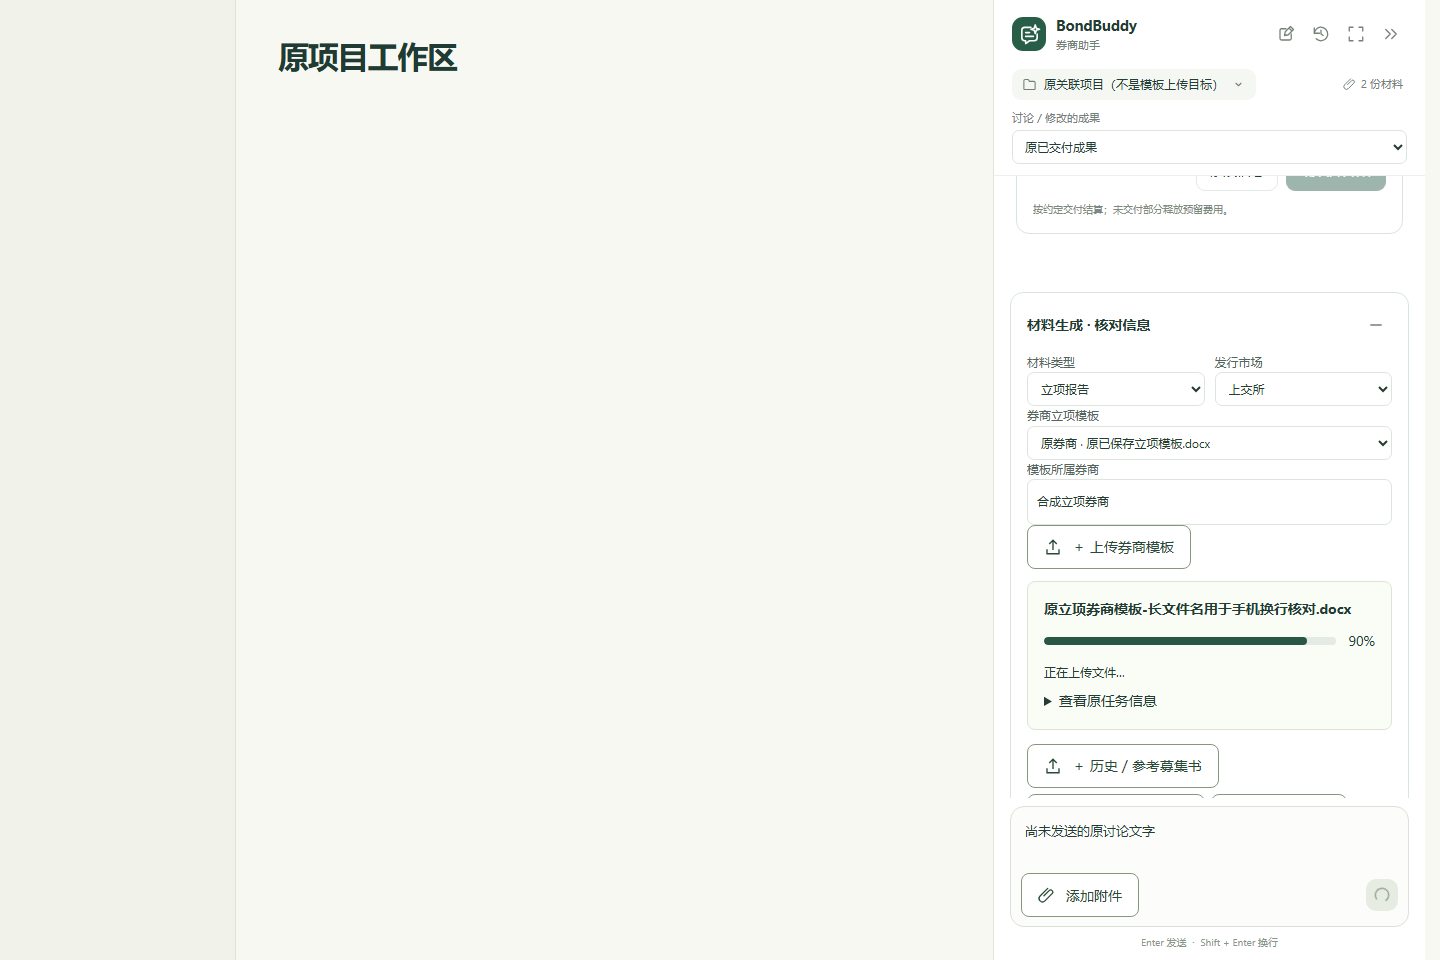 原项目工作区
BondBuddy
券商助手
原关联项目（不是模板上传目标）
2 份材料
讨论 / 修改的成果
原已交付成果
按约定交付结算；未交付部分释放预留费用。
材料生成 · 核对信息
材料类型
发行市场
立项报告
上交所
券商立项模板
原券商 · 原已保存立项模板.docx
模板所属券商
合成立项券商
+ 上传券商模板
原立项券商模板-长文件名用于手机换行核对.docx
90%
正在上传文件...
查看原任务信息
+ 历史 / 参考募集书
尚未发送的原讨论文字
添加附件
Enter 发送 · Shift + Enter 换行